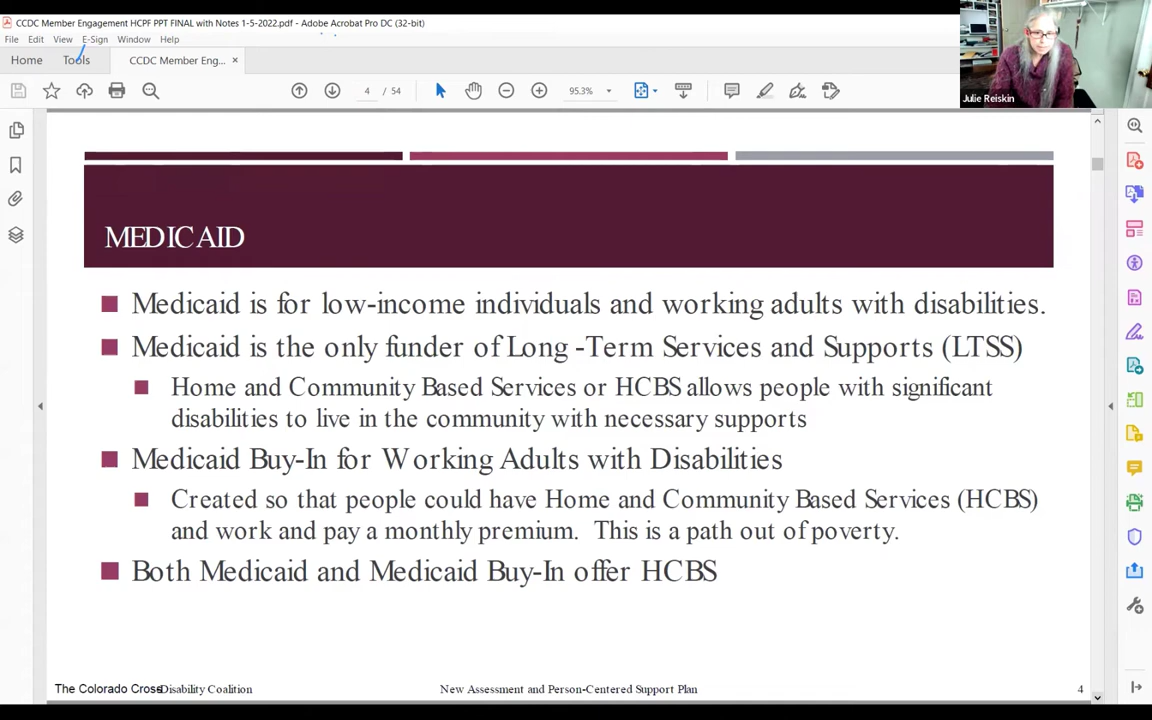 CCDC Member Engagement HCPF PPT FINAL with Notes 1-5-2022.pdf - Adobe Acrobat Pro DC (32-bit)
File Edit View E-Sign Window Help
Home Tools CCDC Member Eng... ×
4 / 54 95.3%
Julie Reiskin
MEDICAID
Medicaid is for low-income individuals and working adults with disabilities.
Medicaid is the only funder of Long -Term Services and Supports (LTSS)
Home and Community Based Services or HCBS allows people with significant
disabilities to live in the community with necessary supports
Medicaid Buy-In for Working Adults with Disabilities
Created so that people could have Home and Community Based Services (HCBS)
and work and pay a monthly premium. This is a path out of poverty.
Both Medicaid and Medicaid Buy-In offer HCBS
The Colorado Cross-Disability Coalition New Assessment and Person-Centered Support Plan 4